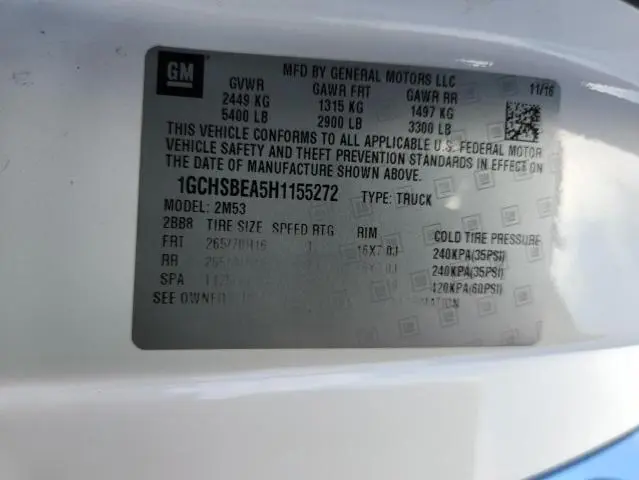 GM
MFD BY GENERAL MOTORS LLC
11/16
GVWR GAWR FRT GAWR RR
2449 KG 1315 KG 1497 KG
5400 LB 2900 LB 3300 LB
THIS VEHICLE CONFORMS TO ALL APPLICABLE U.S. FEDERAL MOTOR
VEHICLE SAFETY AND THEFT PREVENTION STANDARDS IN EFFECT ON
THE DATE OF MANUFACTURE SHOWN ABOVE.
1GCHSBEA5H1155272 TYPE: TRUCK
MODEL: 2M53
2BB8 TIRE SIZE SPEED RTG RIM COLD TIRE PRESSURE
FRT 265/70R16 16X7.0J 240KPA(35PSI)
RR 240KPA(35PSI)
SPA 420KPA(60PSI)
SEE OWNER